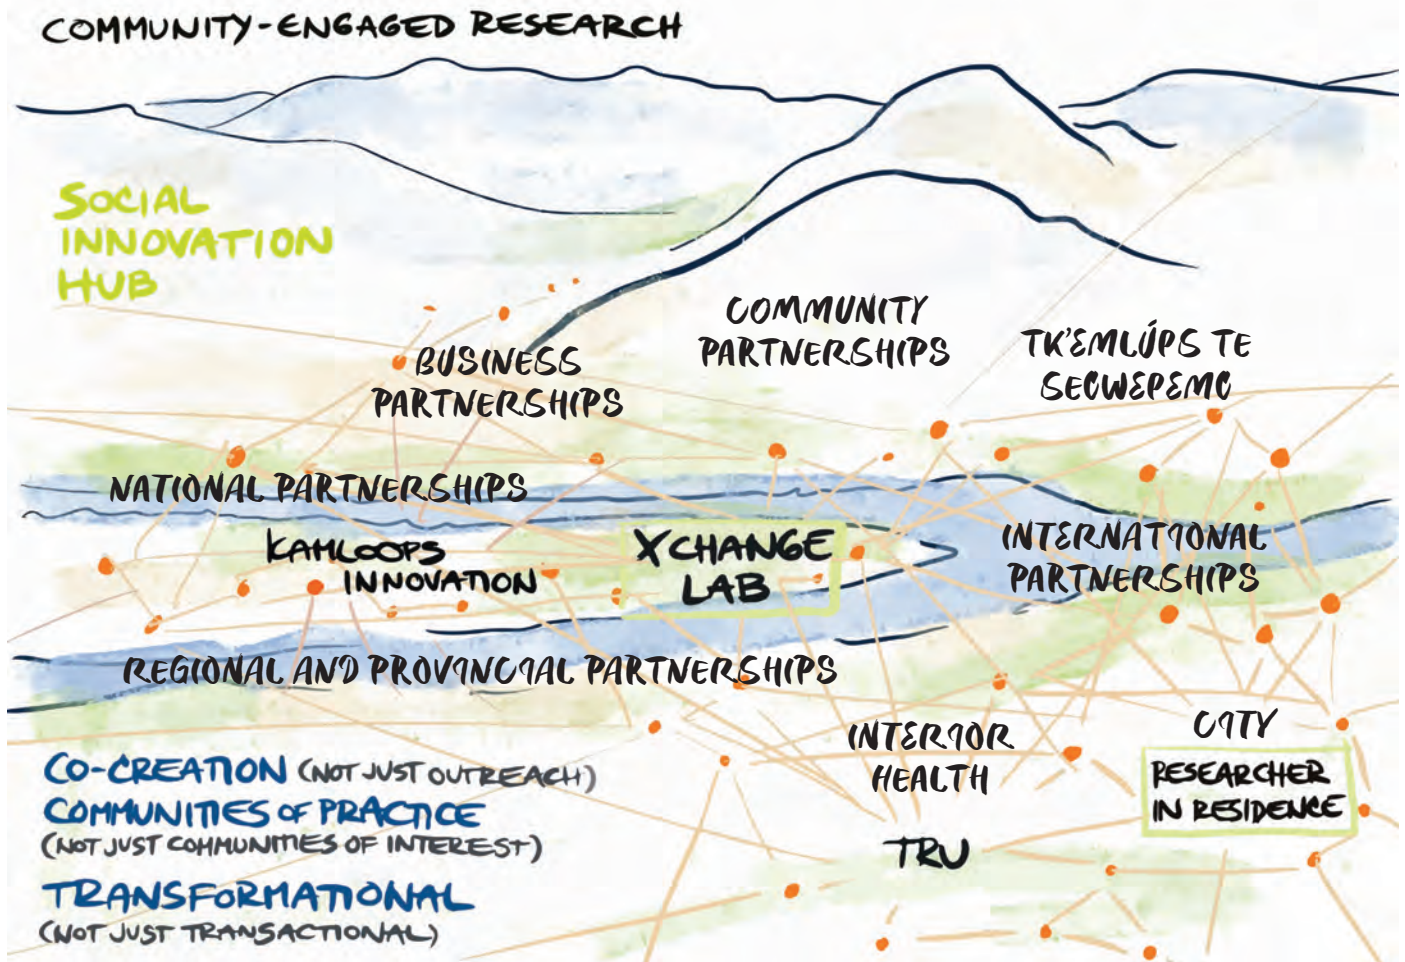 COMMUNITY-ENGAGED RESEARCH
SOCIAL
INNOVATION
HUB
COMMUNITY
PARTNERSHIPS
TK'EMLÚPS TE
SECWEPEMC
BUSINESS
PARTNERSHIPS
NATIONAL PARTNERSHIPS
KAMLOOPS
INNOVATION
XCHANGE
LAB
INTERNATIONAL
PARTNERSHIPS
REGIONAL AND PROVINCIAL PARTNERSHIPS
INTERIOR
HEALTH
CITY
RESEARCHER
IN RESIDENCE
TRU
CO-CREATION (NOT JUST OUTREACH)
COMMUNITIES OF PRACTICE
(NOT JUST COMMUNITIES OF INTEREST)
TRANSFORMATIONAL
(NOT JUST TRANSACTIONAL)